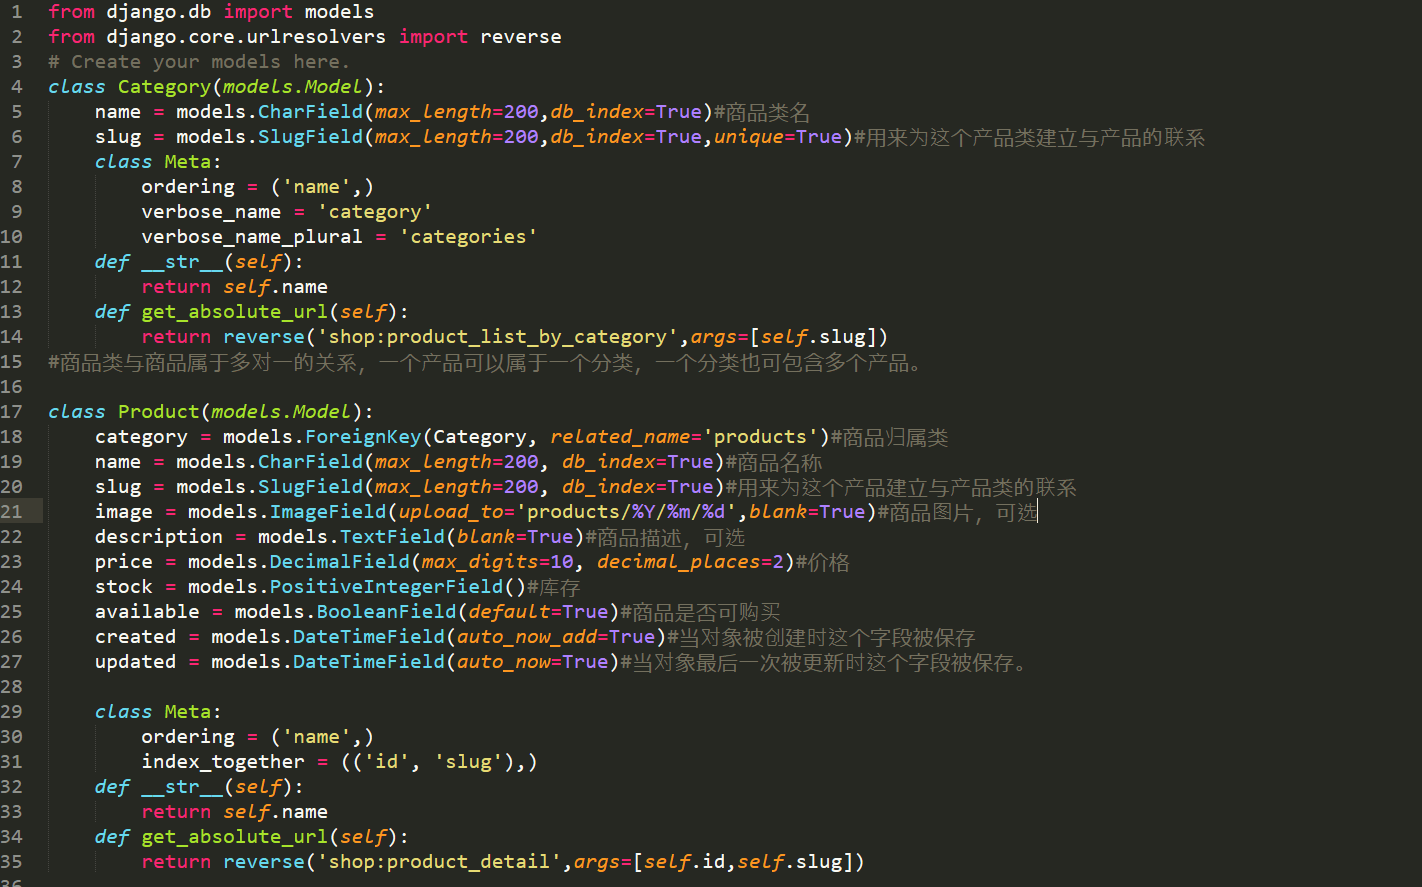 1 from django.db import models
2 from django.core.urlresolvers import reverse
3 # Create your models here.
4 class Category(models.Model):
5     name = models.CharField(max_length=200,db_index=True)#商品类名
6     slug = models.SlugField(max_length=200,db_index=True,unique=True)#用来为这个产品类建立与产品的联系
7     class Meta:
8         ordering = ('name',)
9         verbose_name = 'category'
10         verbose_name_plural = 'categories'
11     def __str__(self):
12         return self.name
13     def get_absolute_url(self):
14         return reverse('shop:product_list_by_category',args=[self.slug])
15 #商品类与商品属于多对一的关系，一个产品可以属于一个分类，一个分类也可包含多个产品。
16
17 class Product(models.Model):
18     category = models.ForeignKey(Category, related_name='products')#商品归属类
19     name = models.CharField(max_length=200, db_index=True)#商品名称
20     slug = models.SlugField(max_length=200, db_index=True)#用来为这个产品建立与产品类的联系
21     image = models.ImageField(upload_to='products/%Y/%m/%d',blank=True)#商品图片，可选
22     description = models.TextField(blank=True)#商品描述，可选
23     price = models.DecimalField(max_digits=10, decimal_places=2)#价格
24     stock = models.PositiveIntegerField()#库存
25     available = models.BooleanField(default=True)#商品是否可购买
26     created = models.DateTimeField(auto_now_add=True)#当对象被创建时这个字段被保存
27     updated = models.DateTimeField(auto_now=True)#当对象最后一次被更新时这个字段被保存。
28
29     class Meta:
30         ordering = ('name',)
31         index_together = (('id', 'slug'),)
32     def __str__(self):
33         return self.name
34     def get_absolute_url(self):
35         return reverse('shop:product_detail',args=[self.id,self.slug])
36